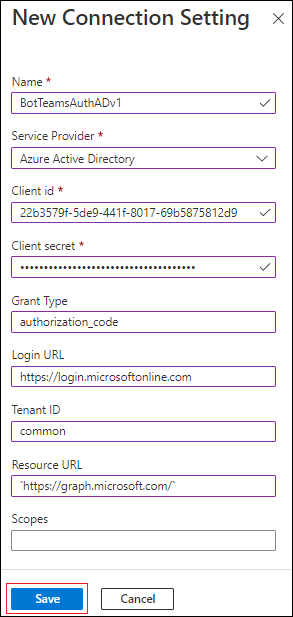 New Connection Setting
Name *
BotTeamsAuthADv1
Service Provider *
Azure Active Directory
Client id *
22b3579f-5de9-441f-8017-69b5875812d9
Client secret *
•••••••••••••••••••••••••••••••••••••
Grant Type
authorization_code
Login URL
https://login.microsoftonline.com
Tenant ID
common
Resource URL
`https://graph.microsoft.com/`
Scopes
Save
Cancel